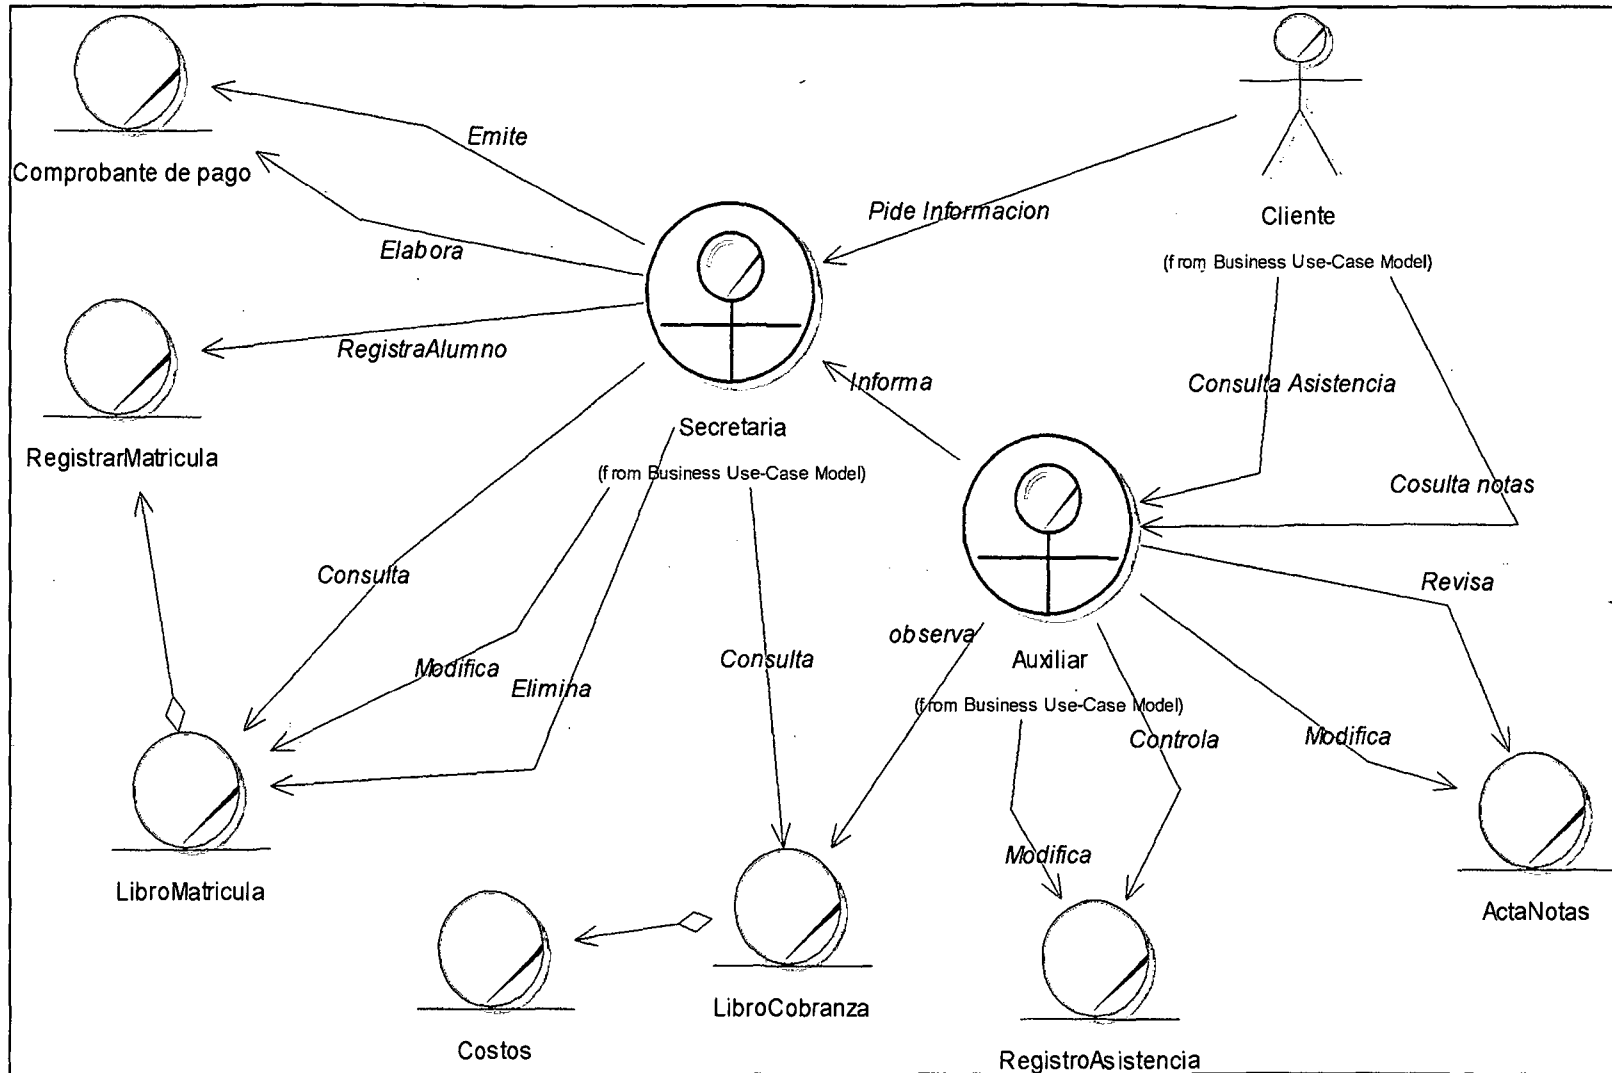 Emite
Comprobante de pago
Pide Informacion
Cliente
Elabora
(from Business Use-Case Model)
RegistraAlumno
Informa
Consulta Asistencia
Secretaria
RegistrarMatricula
(from Business Use-Case Model)
Cosulta notas
Consulta
Revisa
observa
Modifica
Consulta
Auxiliar
Elimina
(from Business Use-Case Model)
Controla
Modifica
Modifica
LibroMatricula
ActaNotas
LibroCobranza
Costos
RegistroAsistencia